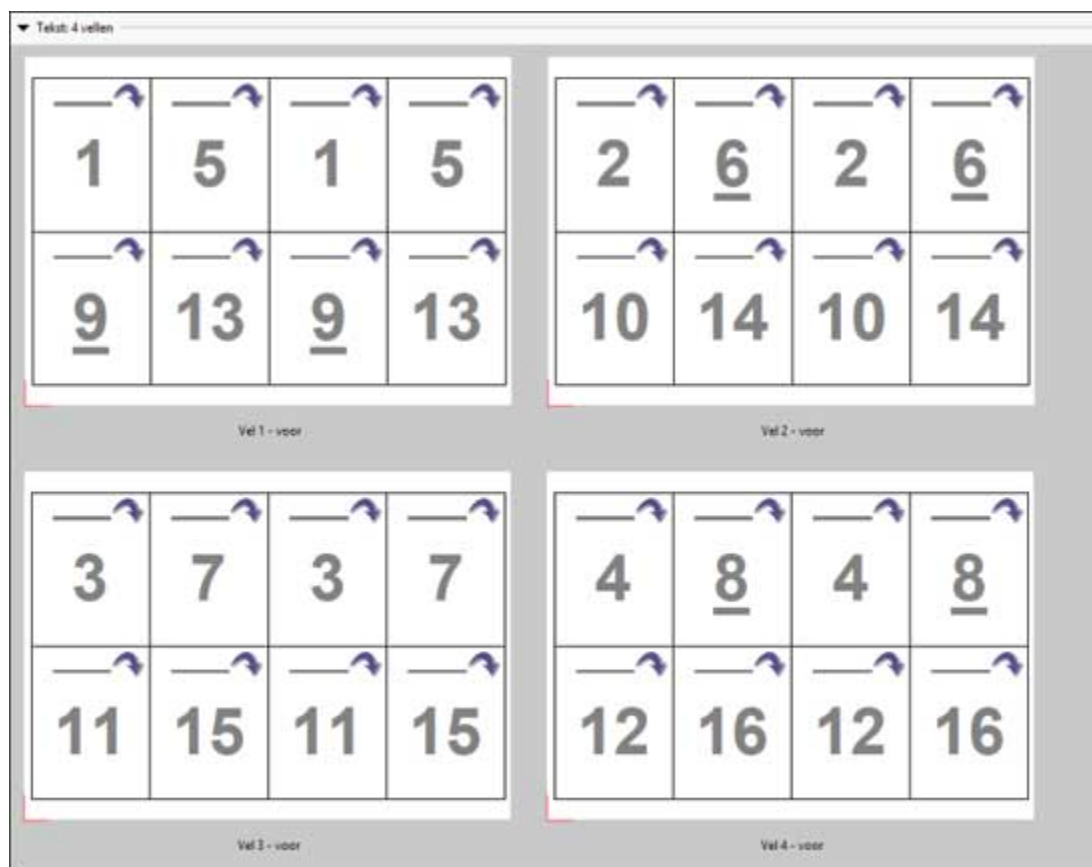 Tekst: 4 vellen
1 5 1 5
9 13 9 13
Vel 1 - voor
2 6 2 6
10 14 10 14
Vel 2 - voor
3 7 3 7
11 15 11 15
Vel 3 - voor
4 8 4 8
12 16 12 16
Vel 4 - voor